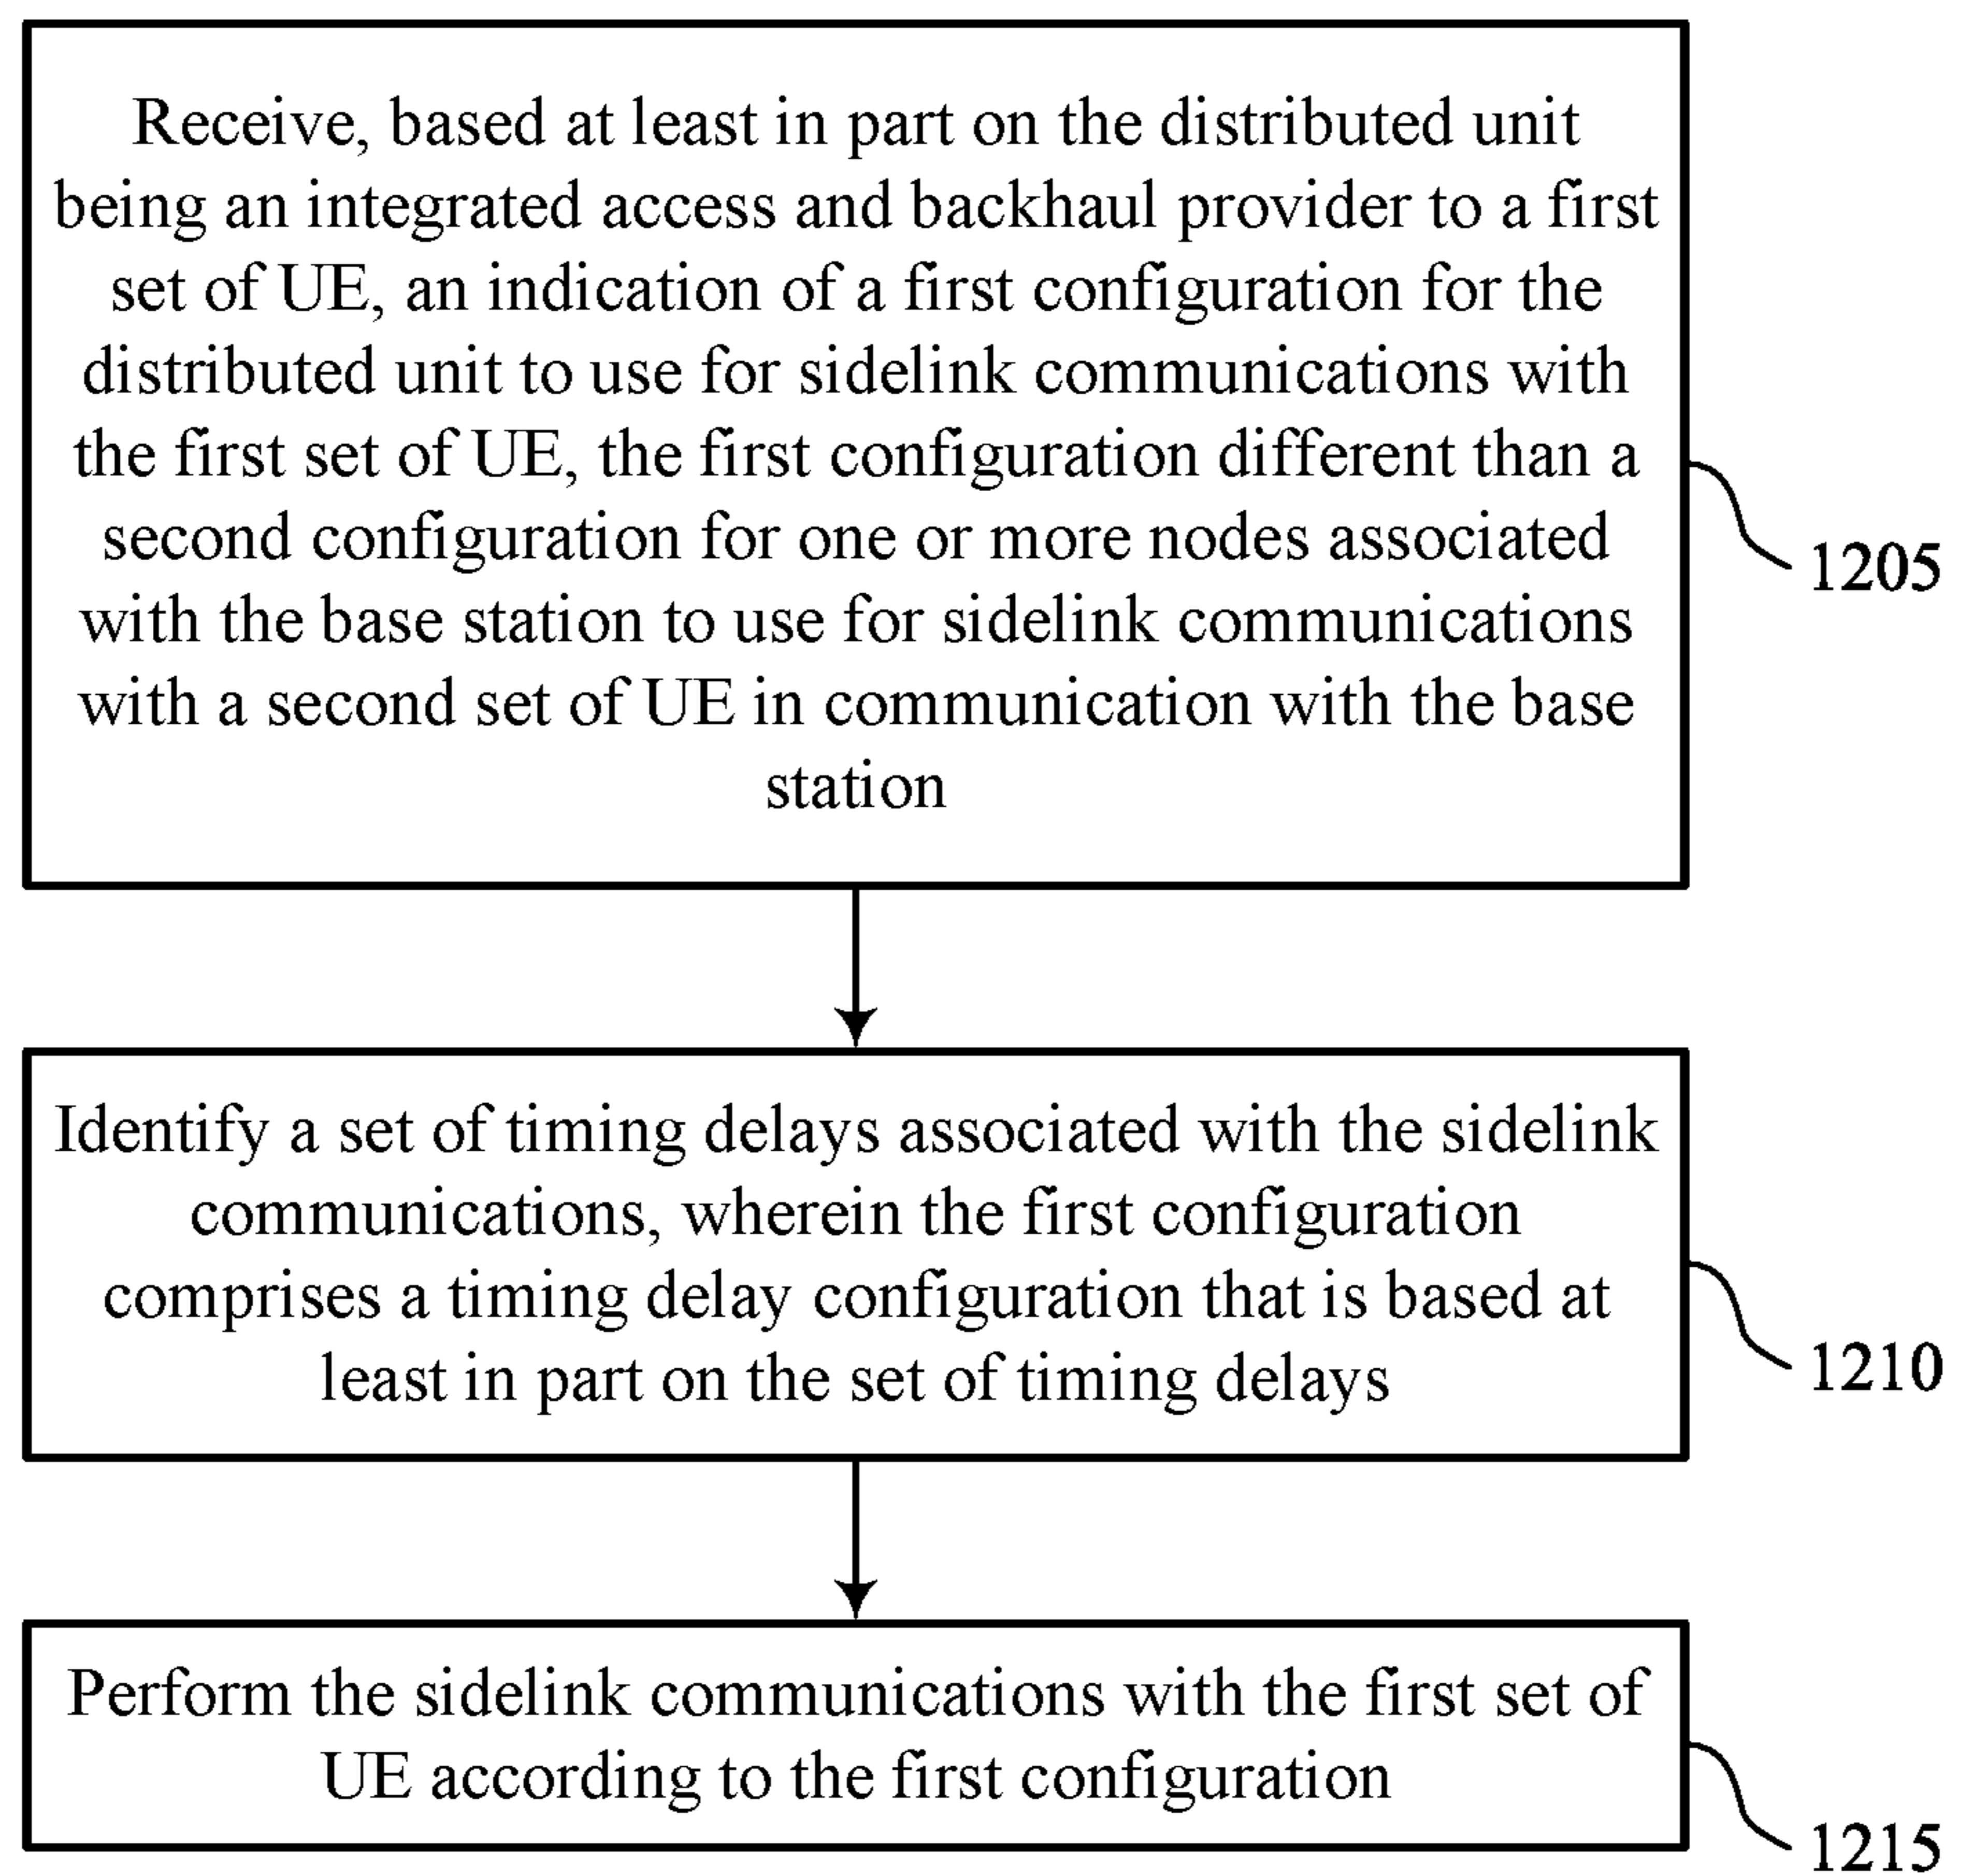 Receive, based at least in part on the distributed unit
being an integrated access and backhaul provider to a first
set of UE, an indication of a first configuration for the
distributed unit to use for sidelink communications with
the first set of UE, the first configuration different than a
second configuration for one or more nodes associated
with the base station to use for sidelink communications
with a second set of UE in communication with the base
station
1205
Identify a set of timing delays associated with the sidelink
communications, wherein the first configuration
comprises a timing delay configuration that is based at
least in part on the set of timing delays
1210
Perform the sidelink communications with the first set of
UE according to the first configuration
1215